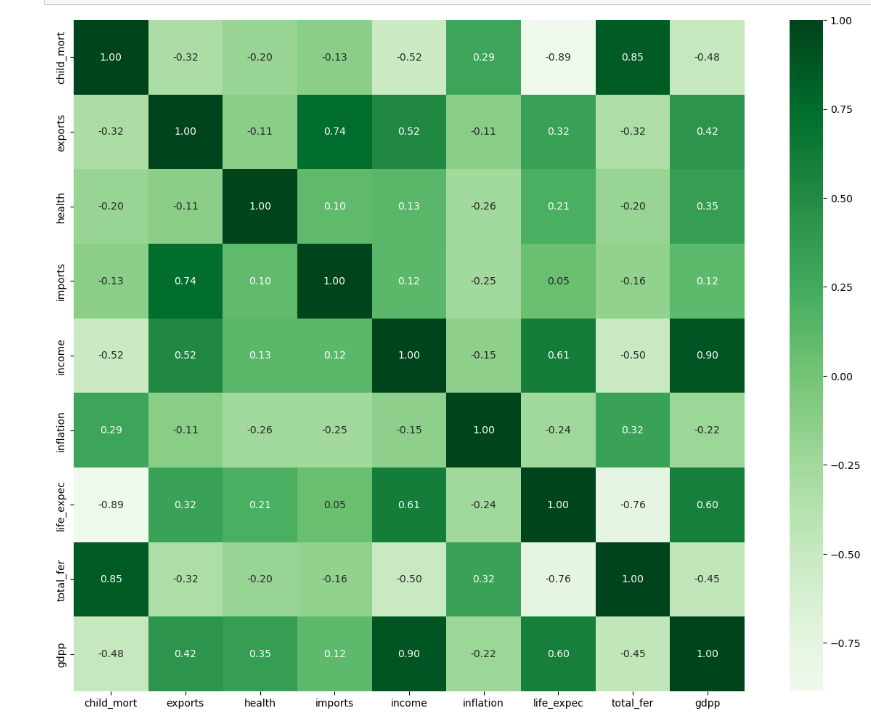 child_mort 1.00 -0.32 -0.20 -0.13 -0.52 0.29 -0.89 0.85 -0.48
exports -0.32 1.00 -0.11 0.74 0.52 -0.11 0.32 -0.32 0.42
health -0.20 -0.11 1.00 0.10 0.13 -0.26 0.21 -0.20 0.35
imports -0.13 0.74 0.10 1.00 0.12 -0.25 0.05 -0.16 0.12
income -0.52 0.52 0.13 0.12 1.00 -0.15 0.61 -0.50 0.90
inflation 0.29 -0.11 -0.26 -0.25 -0.15 1.00 -0.24 0.32 -0.22
life_expec -0.89 0.32 0.21 0.05 0.61 -0.24 1.00 -0.76 0.60
total_fer 0.85 -0.32 -0.20 -0.16 -0.50 0.32 -0.76 1.00 -0.45
gdpp -0.48 0.42 0.35 0.12 0.90 -0.22 0.60 -0.45 1.00
child_mort exports health imports income inflation life_expec total_fer gdpp
1.00
0.75
0.50
0.25
0.00
−0.25
−0.50
−0.75